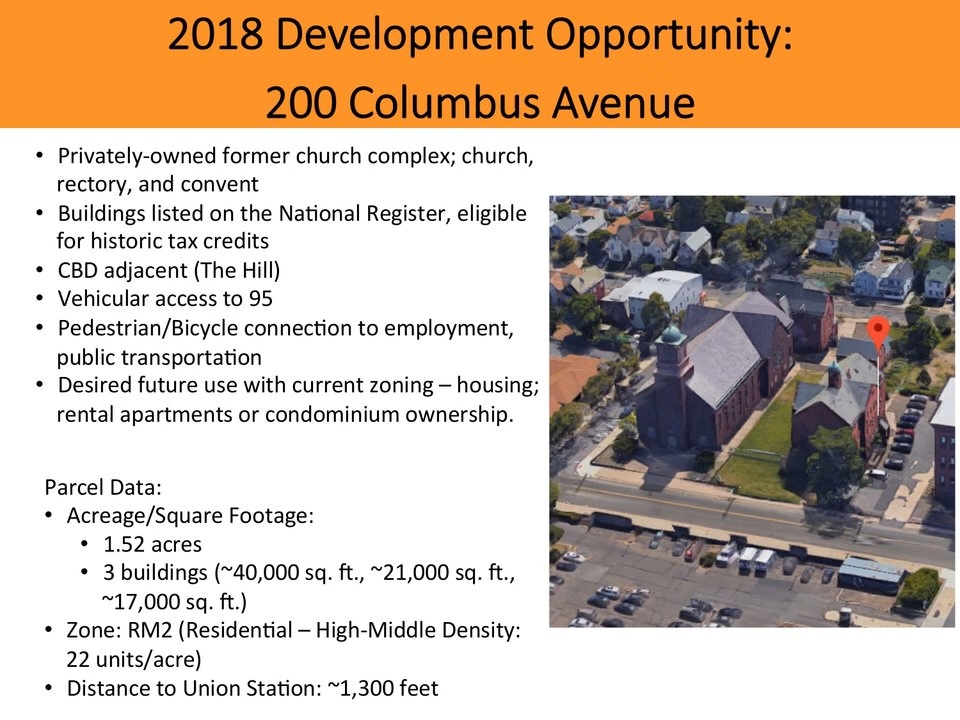 2018 Development Opportunity:
200 Columbus Avenue
• Privately-owned former church complex; church,
rectory, and convent
• Buildings listed on the National Register, eligible
for historic tax credits
• CBD adjacent (The Hill)
• Vehicular access to 95
• Pedestrian/Bicycle connection to employment,
public transportation
• Desired future use with current zoning – housing;
rental apartments or condominium ownership.
Parcel Data:
• Acreage/Square Footage:
• 1.52 acres
• 3 buildings (~40,000 sq. ft., ~21,000 sq. ft.,
~17,000 sq. ft.)
• Zone: RM2 (Residential – High-Middle Density:
22 units/acre)
• Distance to Union Station: ~1,300 feet